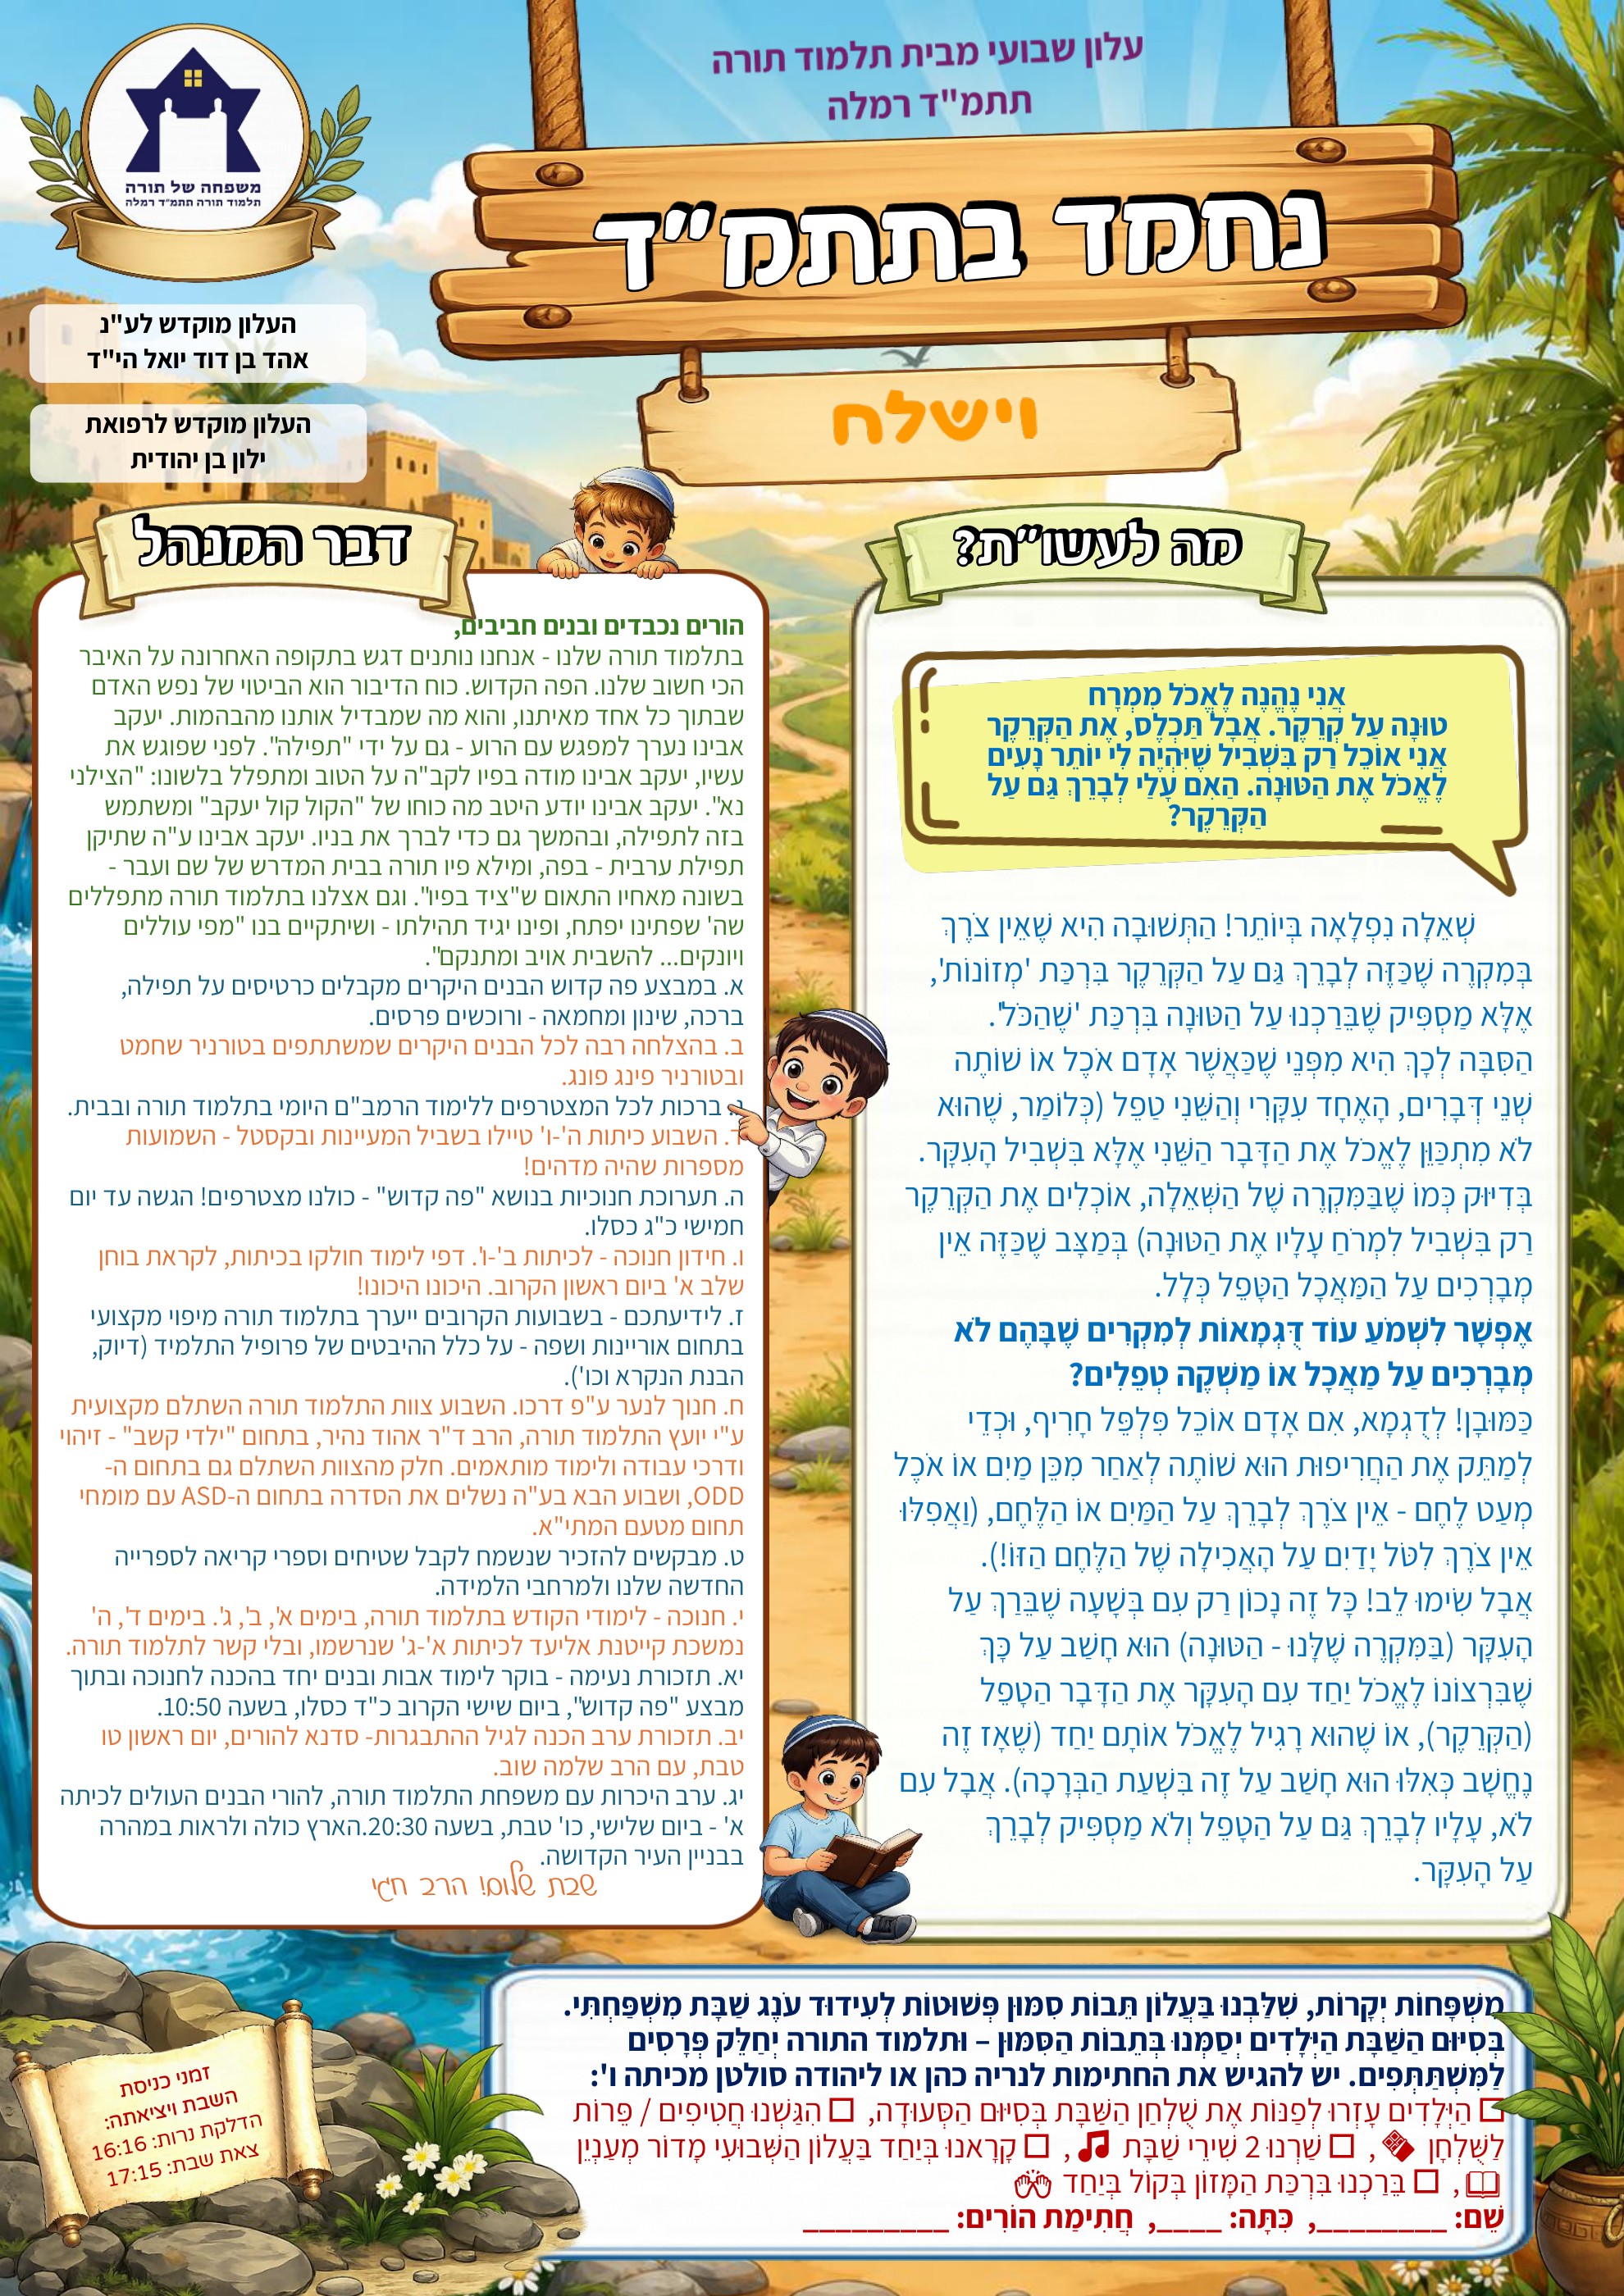 עלון שבועי מבית תלמוד תורה
תתמ"ד רמלה
משפחה של תורה
תלמוד תורה תתמ"ד רמלה
נחמד בתתמ"ד
וישלח
העלון מוקדש לע"נ
אהד בן דוד יואל הי"ד
העלון מוקדש לרפואת
ילון בן יהודית
מה לעשו"ת?
אֲנִי נֶהֱנֶה לֶאֱכֹל מִמְרָח
טוּנָה עַל קְרֵקֶר. אֲבָל תַּכְלֶס, אֶת הַקְּרֵקֶר
אֲנִי אוֹכֵל רַק בִּשְׁבִיל שֶׁיִּהְיֶה לִי יוֹתֵר נָעִים
לֶאֱכֹל אֶת הַטּוּנָה. הַאִם עָלַי לְבָרֵךְ גַּם עַל
הַקְּרֵקֶר?
שְׁאֵלָה נִפְלָאָה בְּיוֹתֵר! הַתְּשׁוּבָה הִיא שֶׁאֵין צֹרֶךְ
בְּמִקְרֶה שֶׁכַּזֶּה לְבָרֵךְ גַּם עַל הַקְּרֵקֶר בִּרְכַּת 'מְזוֹנוֹת',
אֶלָּא מַסְפִּיק שֶׁבֵּרַכְנוּ עַל הַטּוּנָה בִּרְכַּת 'שֶׁהַכֹּל'.
הַסִּבָּה לְכָךְ הִיא מִפְּנֵי שֶׁכַּאֲשֶׁר אָדָם אֹכֶל אוֹ שׁוֹתֶה
שְׁנֵי דְּבָרִים, הָאֶחָד עִקָּרִי וְהַשֵּׁנִי טַפֵל (כְּלוֹמַר, שֶׁהוּא
לֹא מִתְכַּוֵּן לֶאֱכֹל אֶת הַדָּבָר הַשֵּׁנִי אֶלָּא בִּשְׁבִיל הָעִקָּר.
בְּדִיּוּק כְּמוֹ שֶׁבַּמִּקְרֶה שֶׁל הַשְּׁאֵלָה, אוֹכְלִים אֶת הַקְּרֵקֶר
רַק בִּשְׁבִיל לִמְרֹחַ עָלָיו אֶת הַטּוּנָה) בְּמַצָּב שֶׁכַּזֶּה אֵין
מְבָרְכִים עַל הַמַּאֲכָל הַטָּפֵל כְּלָל.
אֶפְשָׁר לִשְׁמֹעַ עוֹד דֻּגְמָאוֹת לְמִקְרִים שֶׁבָּהֶם לֹא
מְבָרְכִים עַל מַאֲכָל אוֹ מַשְׁקֶה טְפֵלִים?
כַּמּוּבָן! לְדֻגְמָא, אִם אָדָם אוֹכֵל פִּלְפֵּל חָרִיף, וּכְדֵי
לְמַתֵּק אֶת הַחֲרִיפוּת הוּא שׁוֹתֶה לְאַחַר מִכֵּן מַיִם אוֹ אֹכֶל
מְעַט לֶחֶם - אֵין צֹרֶךְ לְבָרֵךְ עַל הַמַּיִם אוֹ הַלֶּחֶם, (וַאֲפִלּוּ
אֵין צֹרֶךְ לִטֹּל יָדַיִם עַל הָאֲכִילָה שֶׁל הַלֶּחֶם הַזּוֹ!).
אֲבָל שִׂימוּ לֵב! כָּל זֶה נָכוֹן רַק עִם בְּשָׁעָה שֶׁבֵּרַךְ עַל
הָעִקָּר (בַּמִּקְרֶה שֶׁלָּנוּ - הַטּוּנָה) הוּא חָשַׁב עַל כָּךְ
שֶׁבִּרְצוֹנוֹ לֶאֱכֹל יַחַד עִם הָעִקָּר אֶת הַדָּבָר הַטָּפֵל
(הַקְּרֵקֶר), אוֹ שֶׁהוּא רָגִיל לֶאֱכֹל אוֹתָם יַחַד (שֶׁאָז זֶה
נֶחֱשָׁב כְּאִלּוּ הוּא חָשַׁב עַל זֶה בִּשְׁעַת הַבְּרָכָה). אֲבָל עִם
לֹא, עָלָיו לְבָרֵךְ גַּם עַל הַטָּפֵל וְלֹא מַסְפִּיק לְבָרֵךְ
עַל הָעִקָּר.
דבר המנהל
הורים נכבדים ובנים חביבים,
בתלמוד תורה שלנו - אנחנו נותנים דגש בתקופה האחרונה על האיבר
הכי חשוב שלנו. הפה הקדוש. כוח הדיבור הוא הביטוי של נפש האדם
שבתוך כל אחד מאיתנו, והוא מה שמבדיל אותנו מהבהמות. יעקב
אבינו נערך למפגש עם הרוע - גם על ידי "תפילה". לפני שפוגש את
עשיו, יעקב אבינו מודה בפיו לקב"ה על הטוב ומתפלל בלשונו: "הצילני
נא". יעקב אבינו יודע היטב מה כוחו של "הקול קול יעקב" ומשתמש
בזה לתפילה, ובהמשך גם כדי לברך את בניו. יעקב אבינו ע"ה שתיקן
תפילת ערבית - בפה, ומילא פיו תורה בבית המדרש של שם ועבר -
בשונה מאחיו התאום ש"ציד בפיו". וגם אצלנו בתלמוד תורה מתפללים
שה' שפתינו יפתח, ופינו יגיד תהילתו - ושיתקיים בנו "מפי עוללים
ויונקים... להשבית אויב ומתנקם".
א. במבצע פה קדוש הבנים היקרים מקבלים כרטיסים על תפילה,
ברכה, שינון ומחמאה - ורוכשים פרסים.
ב. בהצלחה רבה לכל הבנים היקרים שמשתתפים בטורניר שחמט
ובטורניר פינג פונג.
ג. ברכות לכל המצטרפים ללימוד הרמב"ם היומי בתלמוד תורה ובבית.
ד. השבוע כיתות ה'-ו' טיילו בשביל המעיינות ובקסטל - השמועות
מספרות שהיה מדהים!
ה. תערוכת חנוכיות בנושא "פה קדוש" - כולנו מצטרפים! הגשה עד יום
חמישי כ"ג כסלו.
ו. חידון חנוכה - לכיתות ב'-ו'. דפי לימוד חולקו בכיתות, לקראת בוחן
שלב א' ביום ראשון הקרוב. היכונו היכונו!
ז. לידיעתכם - בשבועות הקרובים ייערך בתלמוד תורה מיפוי מקצועי
בתחום אוריינות ושפה - על כלל ההיבטים של פרופיל התלמיד (דיוק,
הבנת הנקרא וכו').
ח. חנוך לנער ע"פ דרכו. השבוע צוות התלמוד תורה השתלם מקצועית
ע"י יועץ התלמוד תורה, הרב ד"ר אהוד נהיר, בתחום "ילדי קשב" - זיהוי
ודרכי עבודה ולימוד מותאמים. חלק מהצוות השתלם גם בתחום ה-
ODD, ושבוע הבא בע"ה נשלים את הסדרה בתחום ה-ASD עם מומחי
תחום מטעם המתי"א.
ט. מבקשים להזכיר שנשמח לקבל שטיחים וספרי קריאה לספרייה
החדשה שלנו ולמרחבי הלמידה.
י. חנוכה - לימודי הקודש בתלמוד תורה, בימים א', ב', ג'. בימים ד', ה'
נמשכת קייטנת אליעד לכיתות א'-ג' שנרשמו, ובלי קשר לתלמוד תורה.
יא. תזכורת נעימה - בוקר לימוד אבות ובנים יחד בהכנה לחנוכה ובתוך
מבצע "פה קדוש", ביום שישי הקרוב כ"ד כסלו, בשעה 10:50.
יב. תזכורת ערב הכנה לגיל ההתבגרות- סדנא להורים, יום ראשון טו
טבת, עם הרב שלמה שוב.
יג. ערב היכרות עם משפחת התלמוד תורה, להורי הבנים העולים לכיתה
א' - ביום שלישי, כו' טבת, בשעה 20:30.הארץ כולה ולראות במהרה
בבניין העיר הקדושה.
שבת שלום! הרב חגי
מִשְׁפָּחוֹת יְקָרוֹת, שִׁלַּבְנוּ בַּעֲלוֹן תֵּבוֹת סִמּוּן פְּשׁוּטוֹת לְעִידוּד עֹנֶג שַׁבָּת מִשְׁפַּחְתִּי.
בְּסִיּוּם הַשַּׁבָּת הַיְּלָדִים יְסַמְּנוּ בְּתֵבוֹת הַסִּמּוּן – וּתלמוד התורה יְחַלֵּק פְּרָסִים
לַמִּשְׁתַּתְּפִים. יש להגיש את החתימות לנריה כהן או ליהודה סולטן מכיתה ו':
☐ הַיְּלָדִים עָזְרוּ לְפַנּוֹת אֶת שֻׁלְחַן הַשַּׁבָּת בְּסִיּוּם הַסְּעוּדָה, ☐ הִגַּשְׁנוּ חֲטִיפִים / פֵּרוֹת
לַשֻּׁלְחָן , ☐ שַׁרְנוּ 2 שִׁירֵי שַׁבָּת , ☐ קָרָאנוּ בְּיַחַד בַּעֲלוֹן הַשְּׁבוּעִי מָדוֹר מְעַנְיֵן
, ☐ בֵּרַכְנוּ בִּרְכַּת הַמָּזוֹן בְּקוֹל בְּיַחַד
שֵׁם: ________, כִּתָּה: ____, חֲתִימַת הוֹרִים: _________
זמני כניסת
השבת ויציאתה:
הדלקת נרות: 16:16
צאת שבת: 17:15